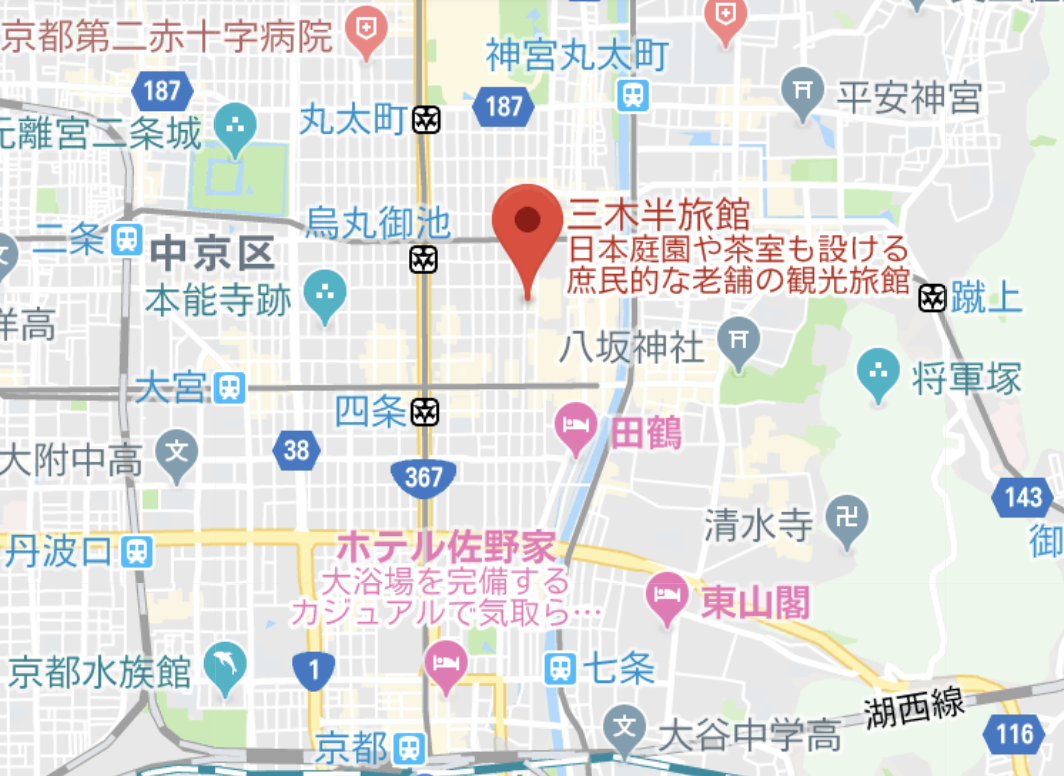 京都第二赤十字病院
神宮丸太町
187
丸太町
187
平安神宮
元離宮二条城
三木半旅館
日本庭園や茶室も設ける
庶民的な老舗の観光旅館
烏丸御池
二条
中京区
本能寺跡
蹴上
洋高
八坂神社
大宮
将軍塚
四条
田鶴
大附中高
文
38
367
143
清水寺
卍
御
丹波口
ホテル佐野家
大浴場を完備する
カジュアルで気取ら…
東山閣
京都水族館
1
七条
湖西線
文
大谷中学高
116
京都